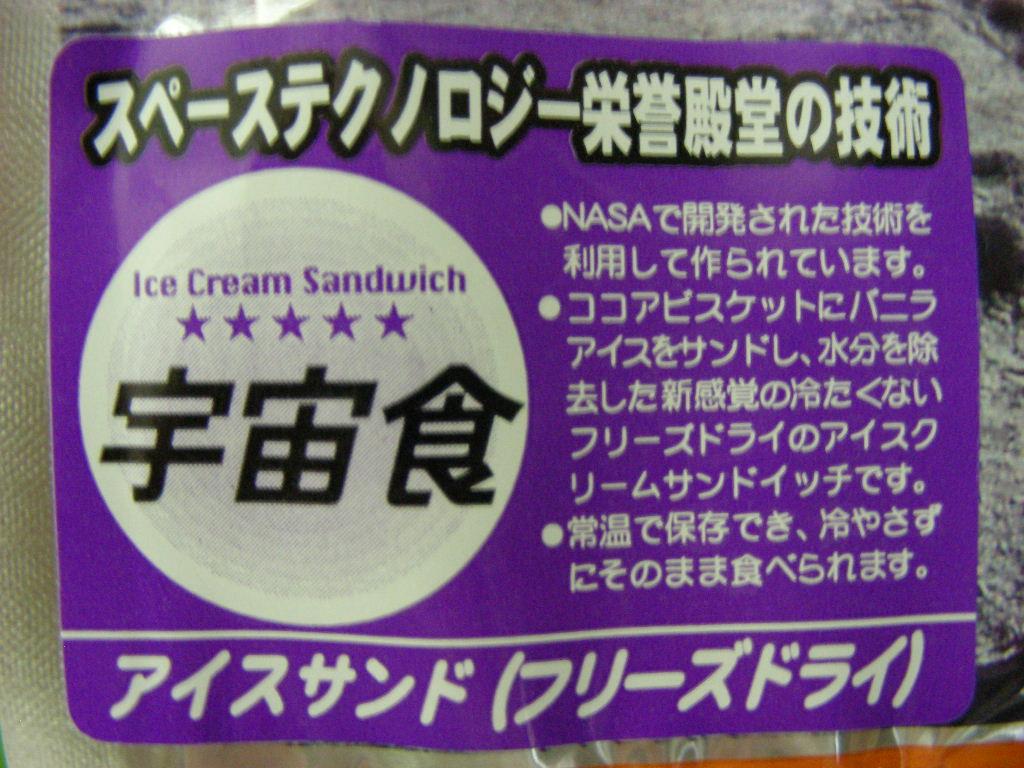 スペーステクノロジー栄誉殿堂の技術
Ice Cream Sandwich
★★★★★
宇宙食
●NASAで開発された技術を
利用して作られています。
●ココアビスケットにバニラ
アイスをサンドし、水分を除
去した新感覚の冷たくない
フリーズドライのアイスク
リームサンドイッチです。
●常温で保存でき、冷やさず
にそのまま食べられます。
アイスサンド(フリーズドライ)